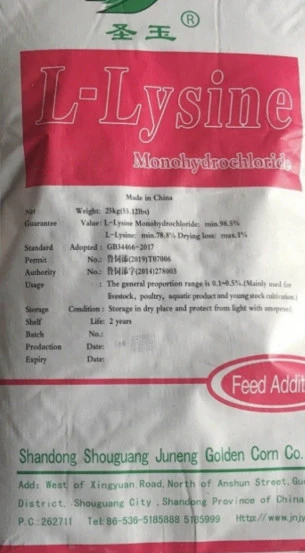 圣玉®
L-Lysine
Monohydrochloride
Made in China
Net Weight: 25kg(55.12lbs)
Guarantee Value: L-Lysine Monohydrochloride: min.98.5%
L-Lysine: min.78.8% Drying loss: max.1%
Standard Adopted: GB34466-2017
Permit No.: 鲁饲添(2019)T07006
Authority No.: 鲁饲添字(2014)278003
Usage : The general proportion range is 0.1~0.5%.(Mainly used for
livestock, poultry, aquatic product and young stock cultivation.)
Storage Condition: Storage in dry place and protect from light with unopened
Shelf Life: 2 years
Batch No.:
Production Date:
Expiry Date:
Feed Addit
Shandong Shouguang Juneng Golden Corn Co.
Add: West of Xingyuan Road, North of Anshun Street, Gu
District, Shouguang City, Shandong Province of China
P.C.:262711 Tel:86-536-5185888 5185999 Http://www.jnjy